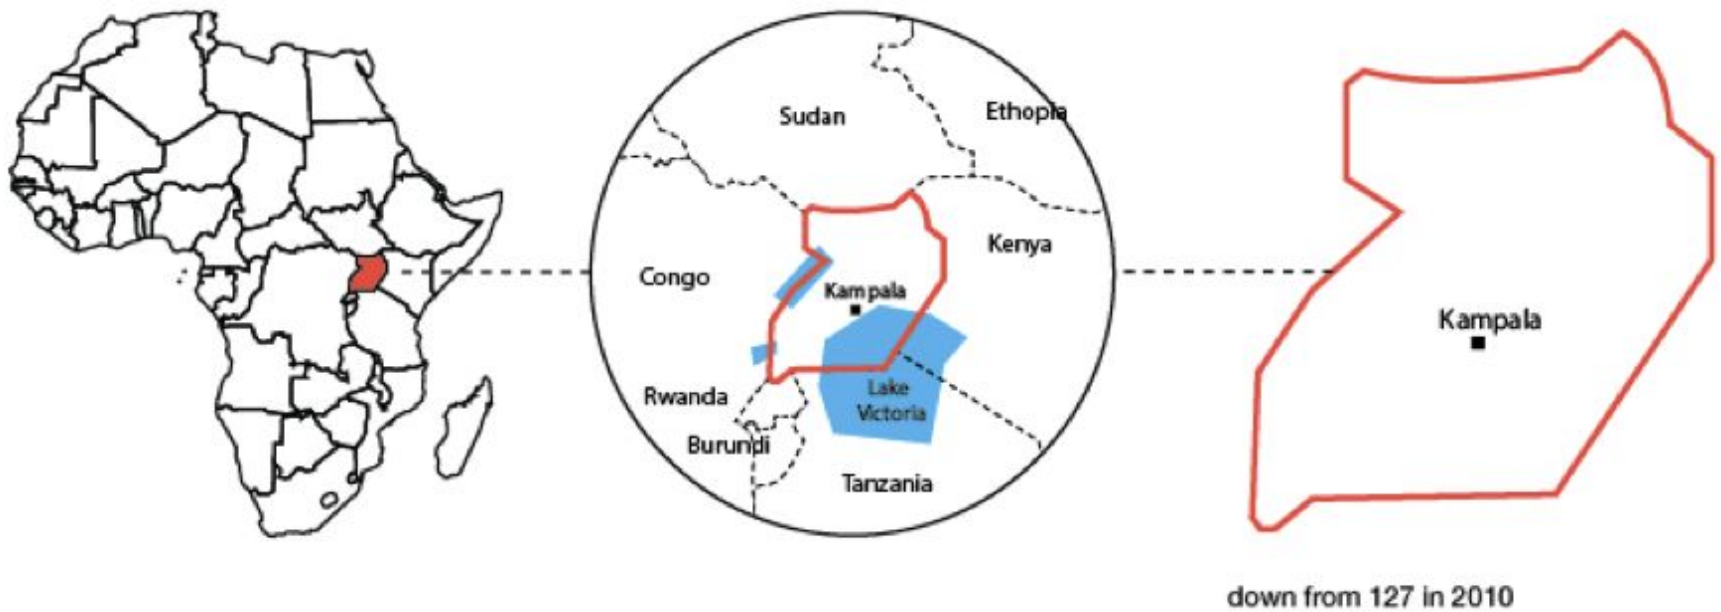 Sudan
Ethopia
Kenya
Congo
Kampala
Rwanda
Lake
Victoria
Burundi
Tanzania
Kampala
down from 127 in 2010